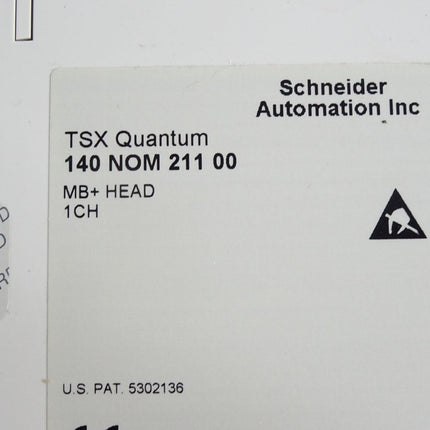 Schneider
Automation Inc
TSX Quantum
140 NOM 211 00
MB+ HEAD
1CH
U.S. PAT. 5302136